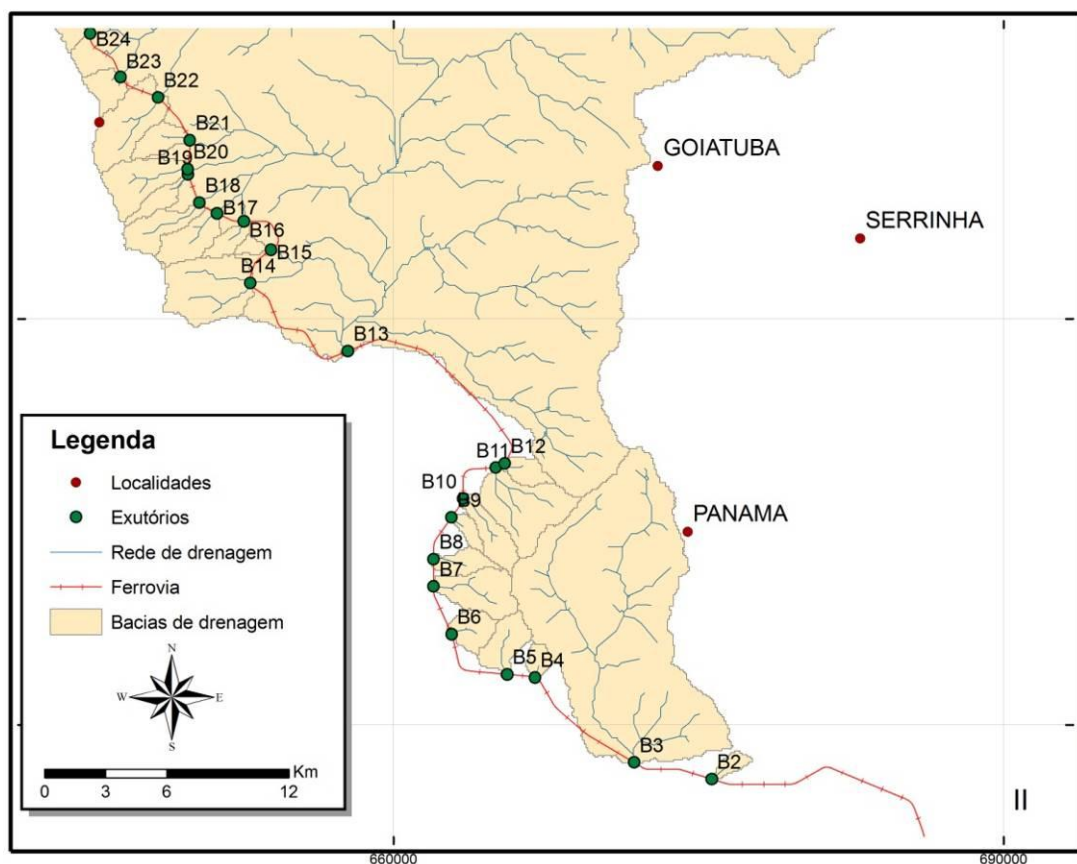 B24
B23
B22
B21
B20
B19
B18
B17
B16
B15
B14
B13
GOIATUBA
SERRINHA
B12
B11
B10
B9
PANAMA
B8
B7
B6
B5
B4
B3
B2
Legenda
Localidades
Exutórios
Rede de drenagem
Ferrovia
Bacias de drenagem
N
W
E
S
Km
0 3 6 12
II
660000
690000